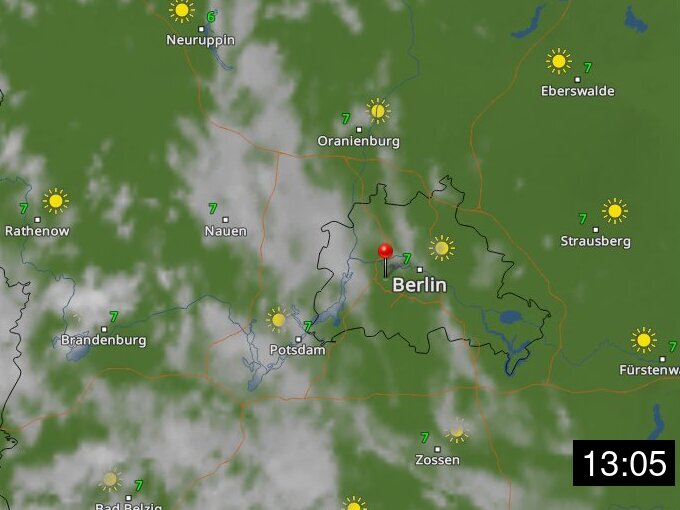 6
Neuruppin
7
Eberswalde
7
Oranienburg
7
Rathenow
7
Nauen
7
Strausberg
7
Berlin
7
Brandenburg
7
Potsdam
7
Fürstenwa
7
Zossen
13:05
7
Bad Belzig